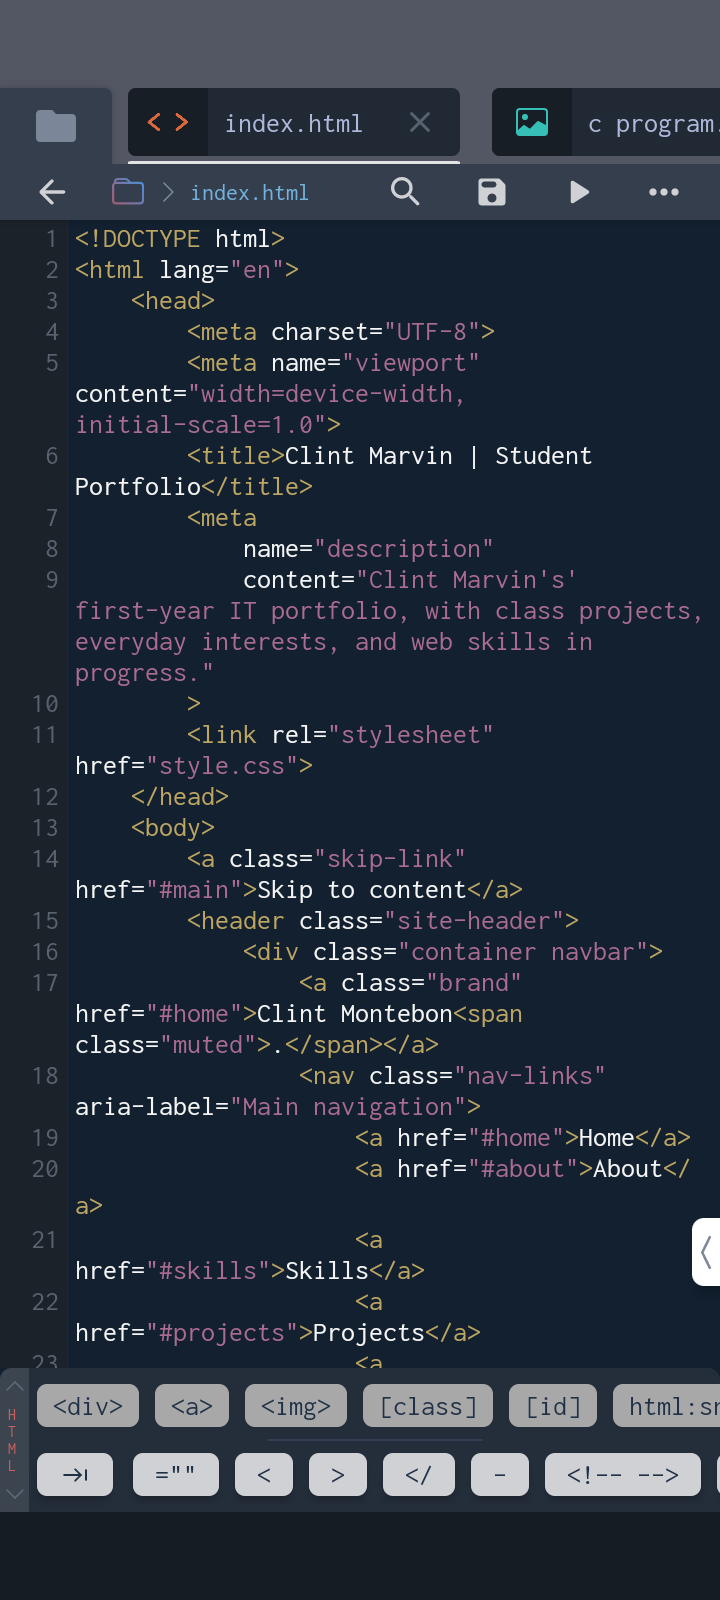 index.html
c program.
index.html
1 <!DOCTYPE html>
2 <html lang="en">
3 <head>
4 <meta charset="UTF-8">
5 <meta name="viewport"
content="width=device-width,
initial-scale=1.0">
6 <title>Clint Marvin | Student
Portfolio</title>
7 <meta
8 name="description"
9 content="Clint Marvin's'
first-year IT portfolio, with class projects,
everyday interests, and web skills in
progress."
10 >
11 <link rel="stylesheet"
href="style.css">
12 </head>
13 <body>
14 <a class="skip-link"
href="#main">Skip to content</a>
15 <header class="site-header">
16 <div class="container navbar">
17 <a class="brand"
href="#home">Clint Montebon<span
class="muted">.</span></a>
18 <nav class="nav-links"
aria-label="Main navigation">
19 <a href="#home">Home</a>
20 <a href="#about">About</
a>
21 <a
href="#skills">Skills</a>
22 <a
href="#projects">Projects</a>
23 <a
HTML
<div> <a> <img> [class] [id] html:sn
="" < > </ - <!-- -->